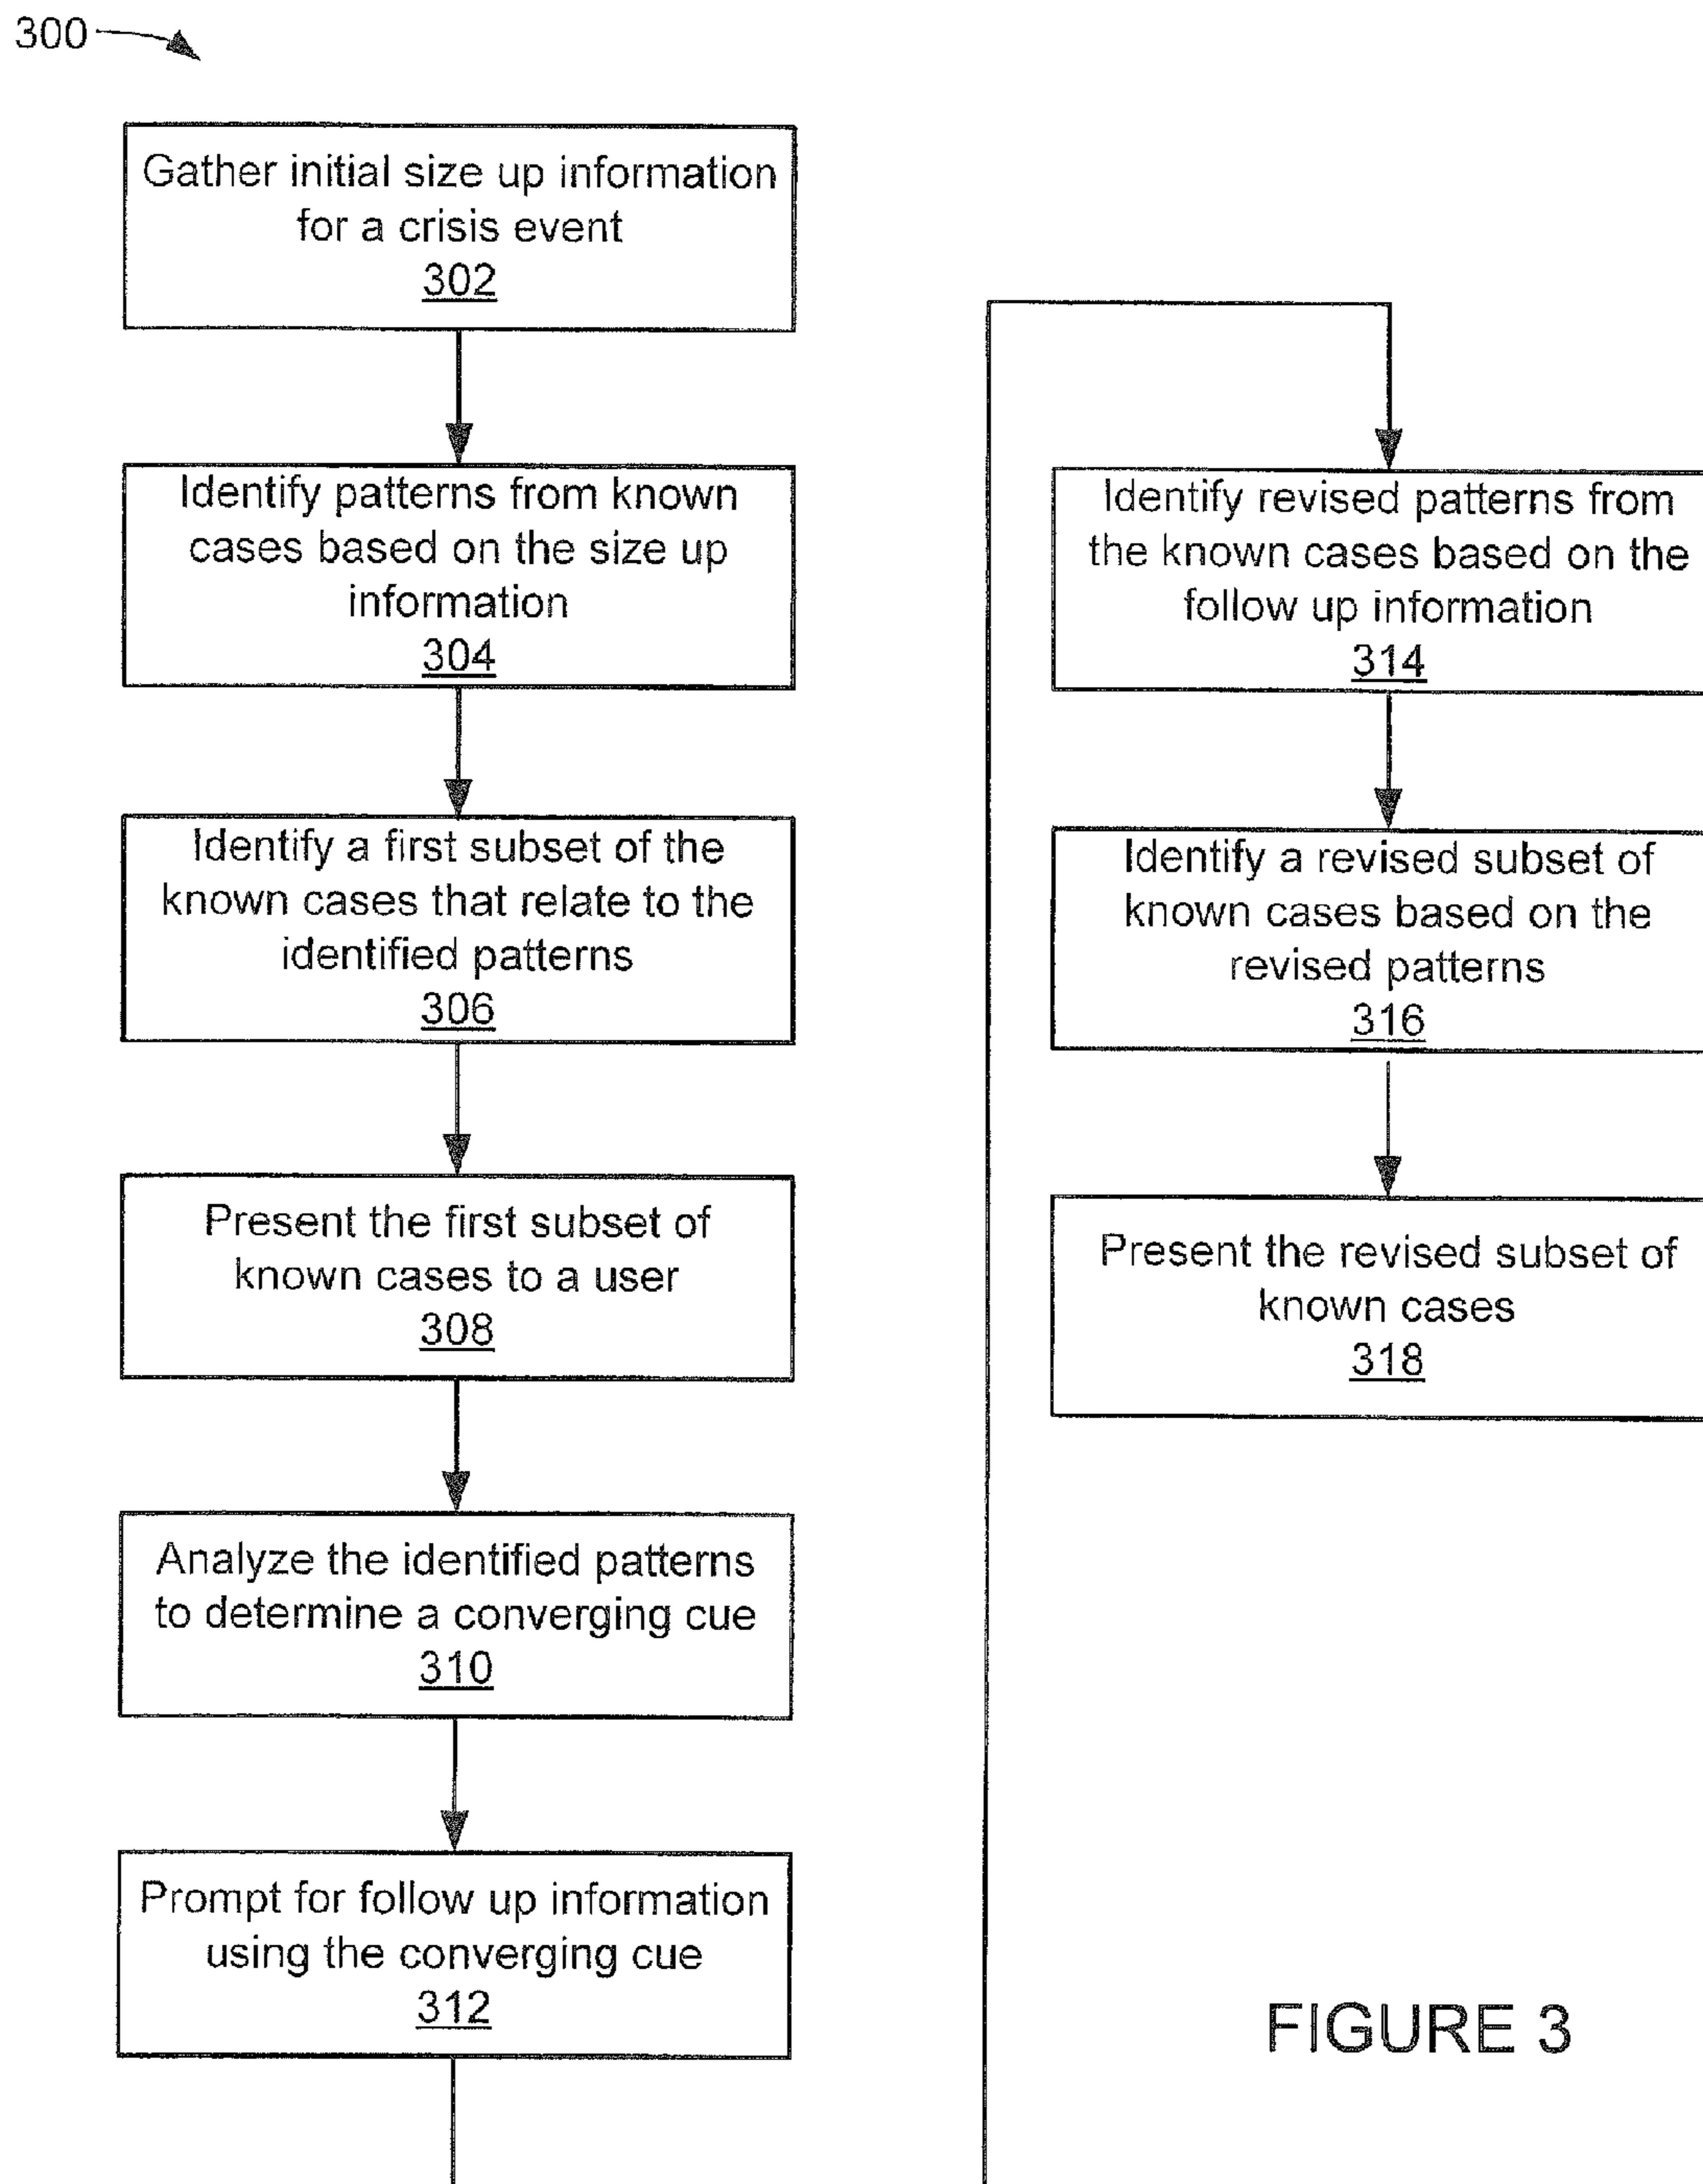 300
Gather initial size up information
for a crisis event
302
Identify patterns from known
cases based on the size up
information
304
Identify a first subset of the
known cases that relate to the
identified patterns
306
Present the first subset of
known cases to a user
308
Analyze the identified patterns
to determine a converging cue
310
Prompt for follow up information
using the converging cue
312
Identify revised patterns from
the known cases based on the
follow up information
314
Identify a revised subset of
known cases based on the
revised patterns
316
Present the revised subset of
known cases
318
FIGURE 3